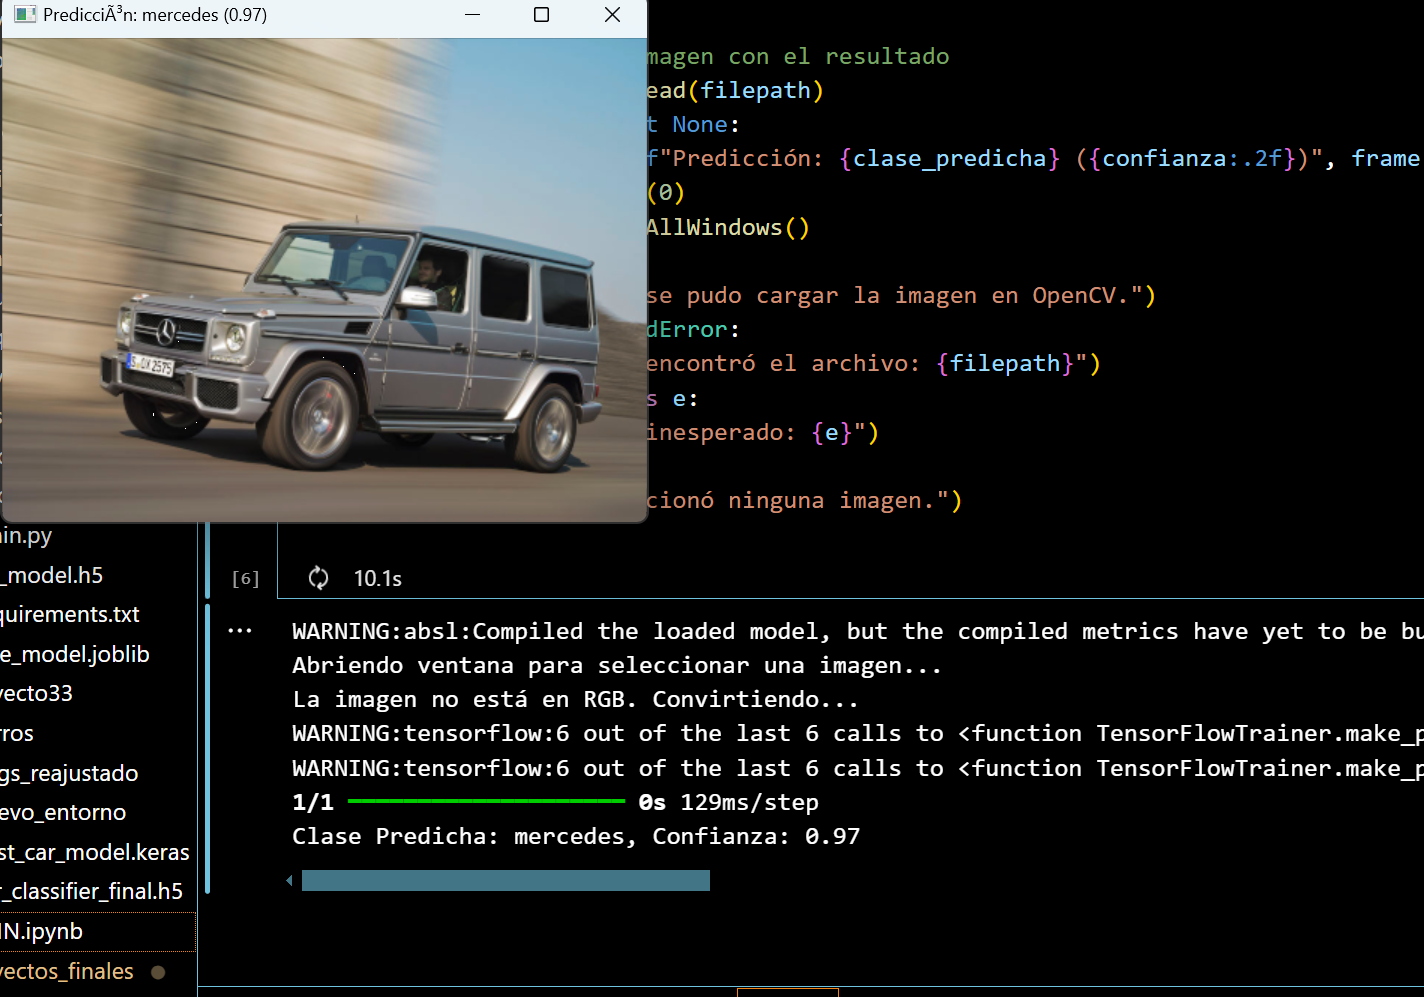 PredicciÃ³n: mercedes (0.97)
magen con el resultado
ead(filepath)
t None:
f"Predicción: {clase_predicha} ({confianza:.2f})", frame
(0)
AllWindows()
se pudo cargar la imagen en OpenCV.")
dError:
encontró el archivo: {filepath}")
s e:
inesperado: {e}")
cionó ninguna imagen.")
in.py
_model.h5
quirements.txt
e_model.joblib
yecto33
ros
gs_reajustado
evo_entorno
st_car_model.keras
r_classifier_final.h5
N.ipynb
yectos_finales
[6]
10.1s
WARNING:absl:Compiled the loaded model, but the compiled metrics have yet to be bu
Abriendo ventana para seleccionar una imagen...
La imagen no está en RGB. Convirtiendo...
WARNING:tensorflow:6 out of the last 6 calls to <function TensorFlowTrainer.make_p
WARNING:tensorflow:6 out of the last 6 calls to <function TensorFlowTrainer.make_p
1/1 0s 129ms/step
Clase Predicha: mercedes, Confianza: 0.97